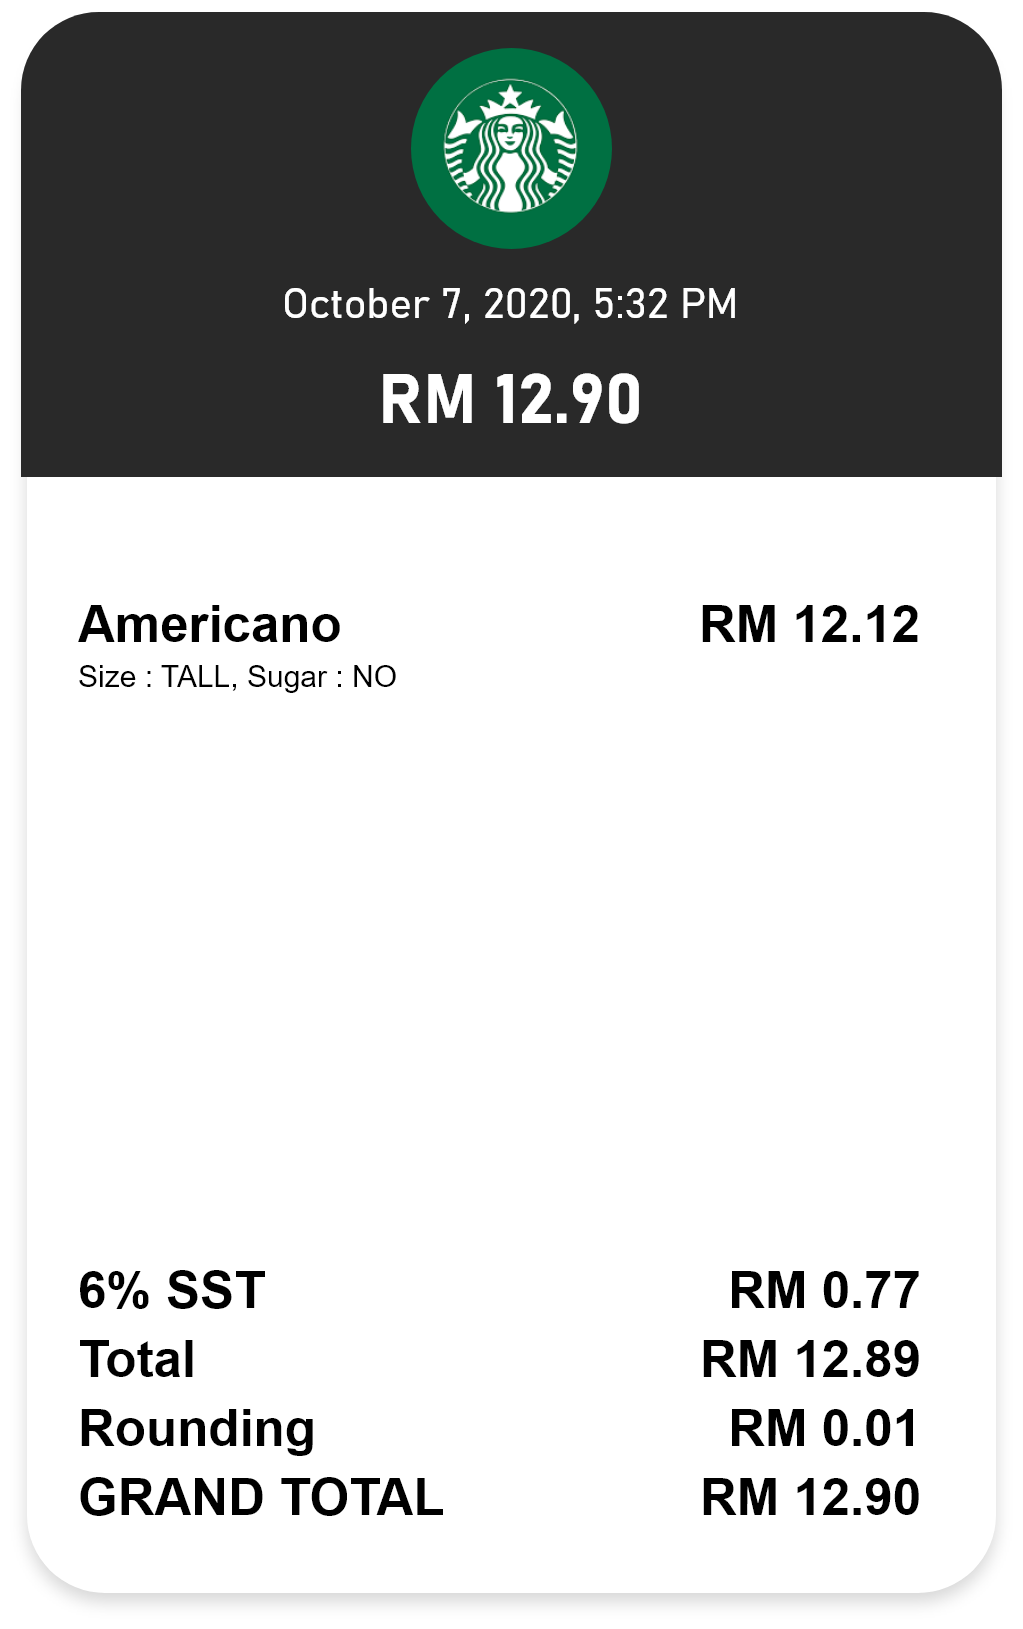 October 7, 2020, 5:32 PM
RM 12.90
Americano RM 12.12
Size : TALL, Sugar : NO
6% SST RM 0.77
Total RM 12.89
Rounding RM 0.01
GRAND TOTAL RM 12.90